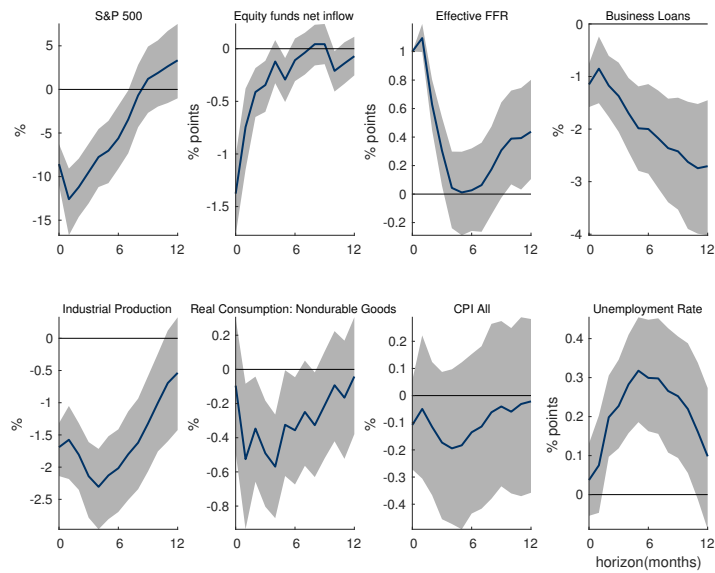 S&P 500
5
0
-5
-10
-15
%
0 6 12
Equity funds net inflow
0
-0.5
-1
-1.5
% points
0 6 12
Effective FFR
1
0.8
0.6
0.4
0.2
0
-0.2
% points
0 6 12
Business Loans
0
-1
-2
-3
-4
%
0 6 12
Industrial Production
0
-0.5
-1
-1.5
-2
-2.5
%
0 6 12
Real Consumption: Nondurable Goods
0.2
0
-0.2
-0.4
-0.6
-0.8
%
0 6 12
CPI All
0.2
0.1
0
-0.1
-0.2
-0.3
-0.4
%
0 6 12
Unemployment Rate
0.4
0.3
0.2
0.1
0
% points
0 6 12
horizon(months)